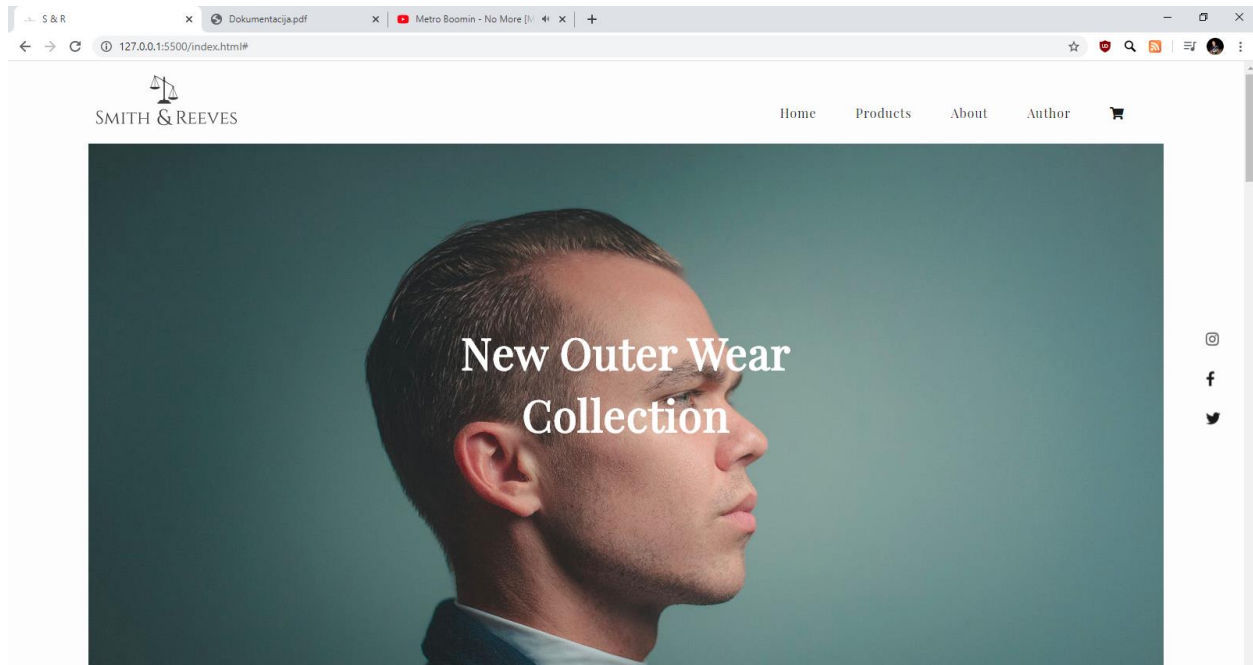 S & R
Dokumentacija.pdf
Metro Boomin - No More [M
127.0.0.1:5500/index.html#
SMITH & REEVES
Home Products About Author
New Outer Wear
Collection